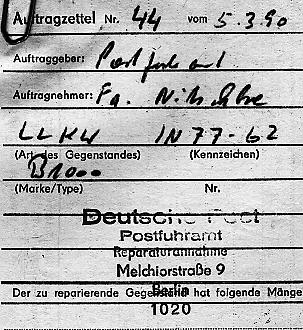 Auftragzettel Nr. 44 vom 5.3.90
Auftraggeber: Postfuhramt
Auftragnehmer: Fa. Nitschke
LLKW IN 77-62
(Art des Gegenstandes) (Kennzeichen)
B1000
(Marke/Type) Nr.
Deutsche Post
Postfuhramt
Reparaturannahme
Melchiorstraße 9
Berlin
Der zu reparierende Gegenstand hat folgende Mänge
1020